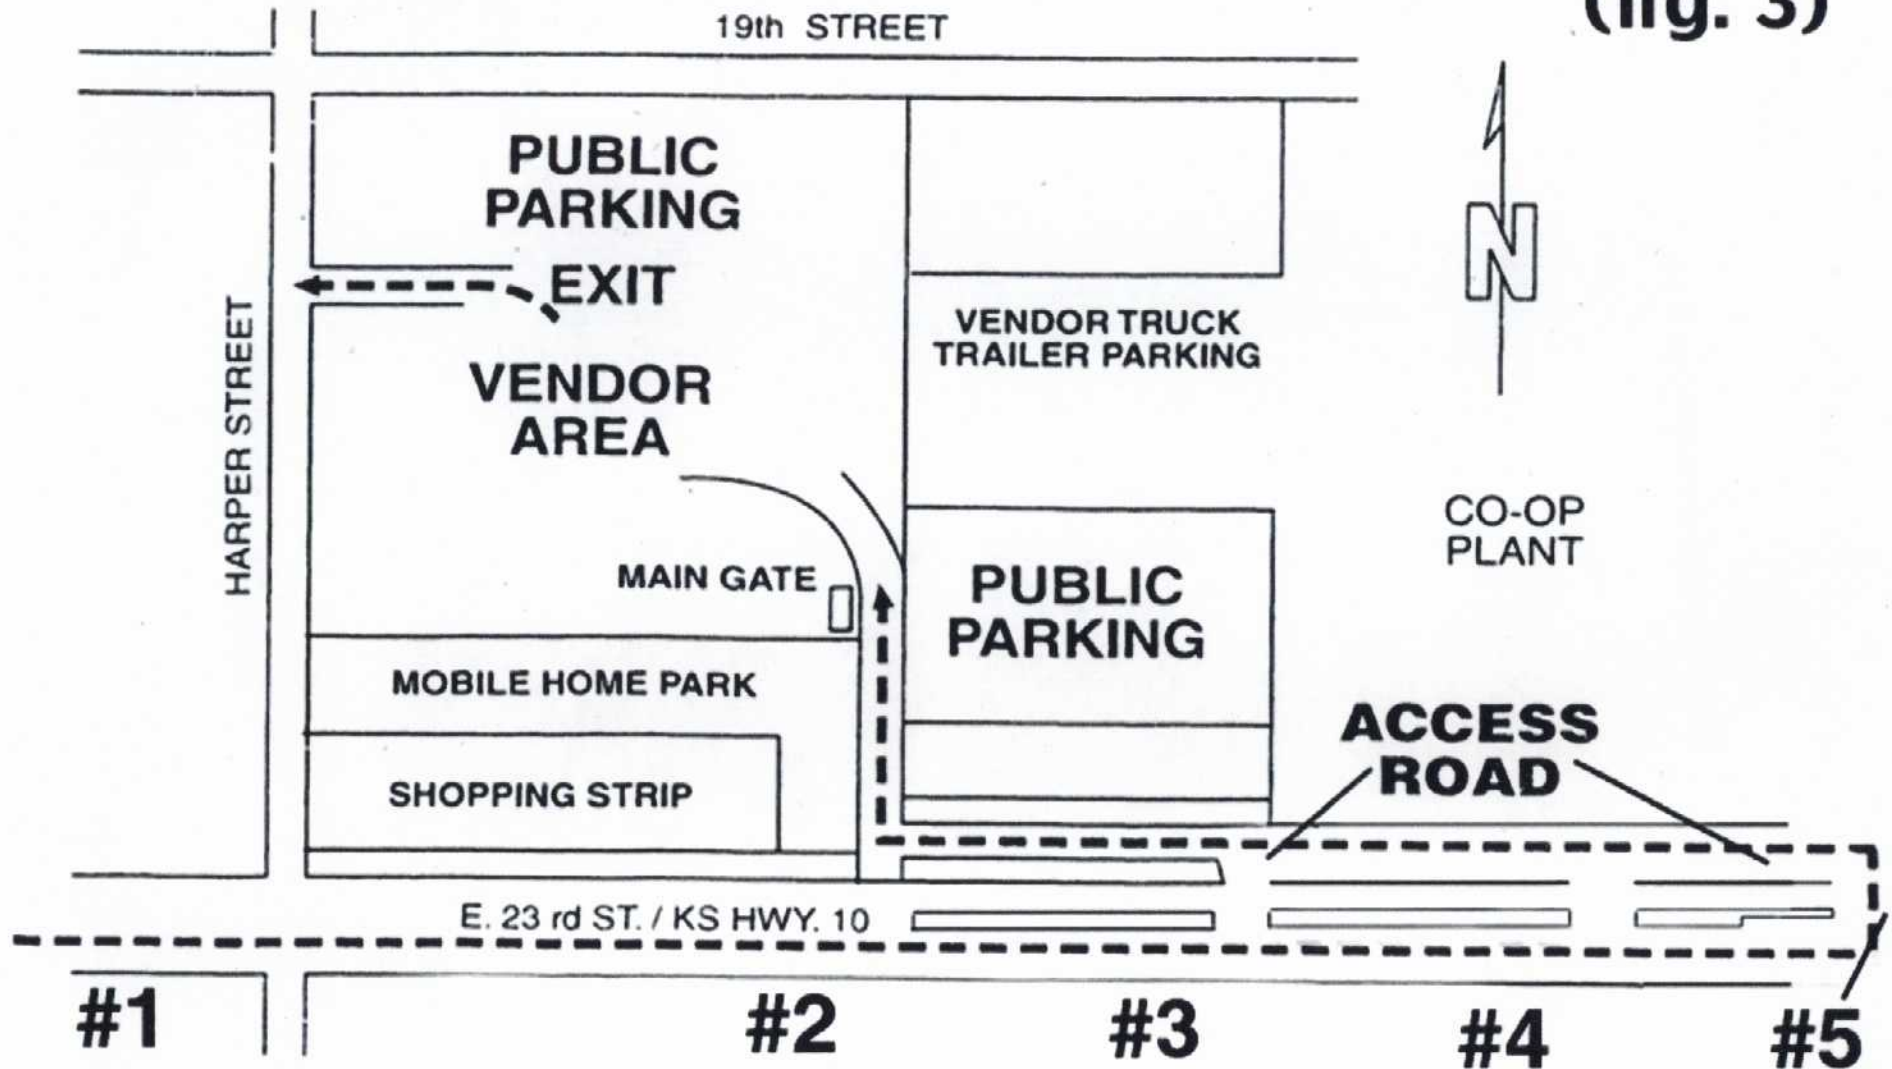 (fig. 3)
19th STREET
PUBLIC
PARKING
EXIT
VENDOR TRUCK
TRAILER PARKING
N
HARPER STREET
VENDOR
AREA
CO-OP
PLANT
MAIN GATE
PUBLIC
PARKING
MOBILE HOME PARK
ACCESS
ROAD
SHOPPING STRIP
E. 23 rd ST. / KS HWY. 10
#1
#2
#3
#4
#5